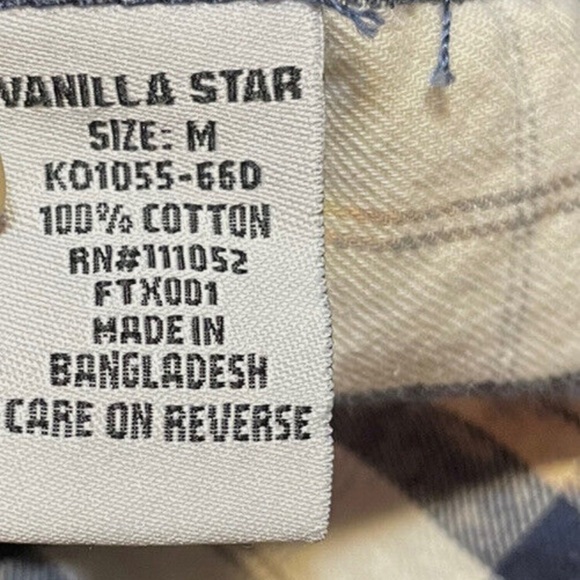 VANILLA STAR
SIZE: M
KO1055-66D
100% COTTON
RN#111052
FTX001
MADE IN
BANGLADESH
CARE ON REVERSE